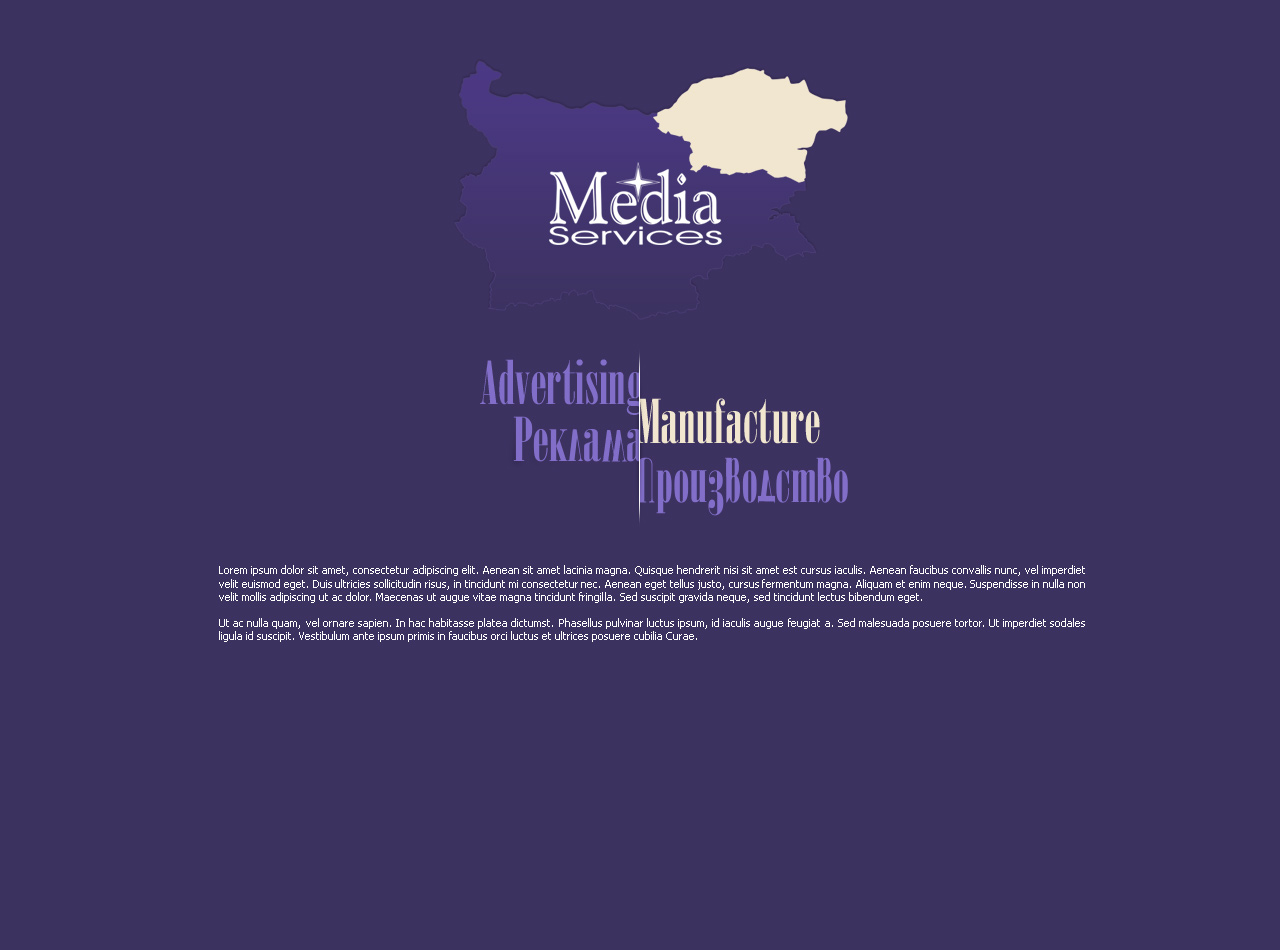 Media
Services
Advertising
Реклама
Manufacture
Производство
Lorem ipsum dolor sit amet, consectetur adipiscing elit. Aenean sit amet lacinia magna. Quisque hendrerit nisi sit amet est cursus iaculis. Aenean faucibus convallis nunc, vel imperdiet
velit euismod eget. Duis ultricies sollicitudin risus, in tincidunt mi consectetur nec. Aenean eget tellus justo, cursus fermentum magna. Aliquam et enim neque. Suspendisse in nulla non
velit mollis adipiscing ut ac dolor. Maecenas ut augue vitae magna tincidunt fringilla. Sed suscipit gravida neque, sed tincidunt lectus bibendum eget.
Ut ac nulla quam, vel ornare sapien. In hac habitasse platea dictumst. Phasellus pulvinar luctus ipsum, id iaculis augue feugiat a. Sed malesuada posuere tortor. Ut imperdiet sodales
ligula id suscipit. Vestibulum ante ipsum primis in faucibus orci luctus et ultrices posuere cubilia Curae.